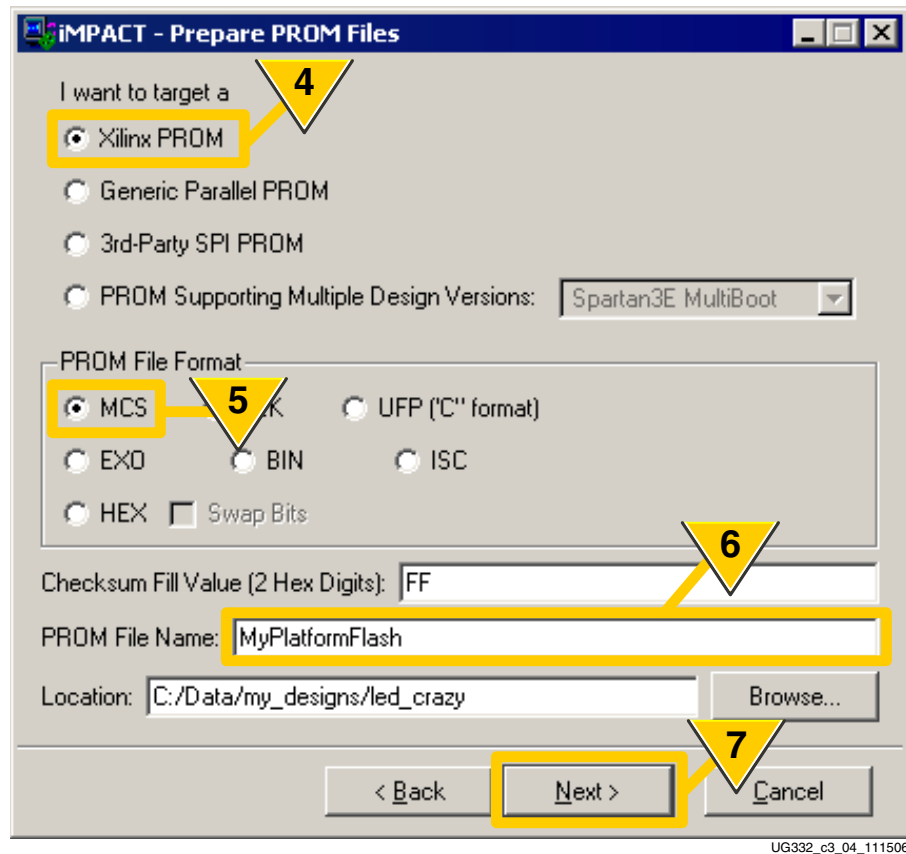 iMPACT - Prepare PROM Files
I want to target a
4
Xilinx PROM
Generic Parallel PROM
3rd-Party SPI PROM
PROM Supporting Multiple Design Versions: Spartan3E MultiBoot
PROM File Format
MCS 5 UFP ("C" format)
EXO BIN ISC
HEX Swap Bits
6
Checksum Fill Value (2 Hex Digits): FF
PROM File Name: MyPlatformFlash
Location: C:/Data/my_designs/led_crazy Browse...
7
< Back Next > Cancel
UG332_c3_04_111506